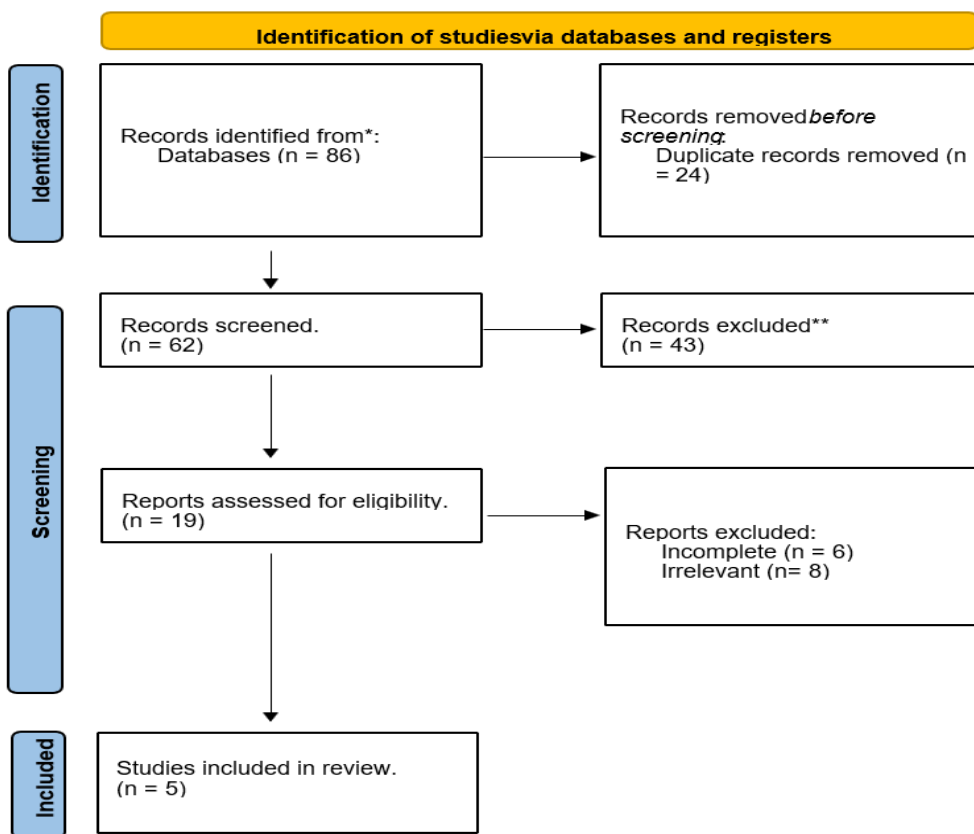 Identification of studiesvia databases and registers
Identification
Records identified from*:
Databases (n = 86)
Records removed before
screening:
Duplicate records removed (n
= 24)
Screening
Records screened.
(n = 62)
Records excluded**
(n = 43)
Reports assessed for eligibility.
(n = 19)
Reports excluded:
Incomplete (n = 6)
Irrelevant (n= 8)
Included
Studies included in review.
(n = 5)